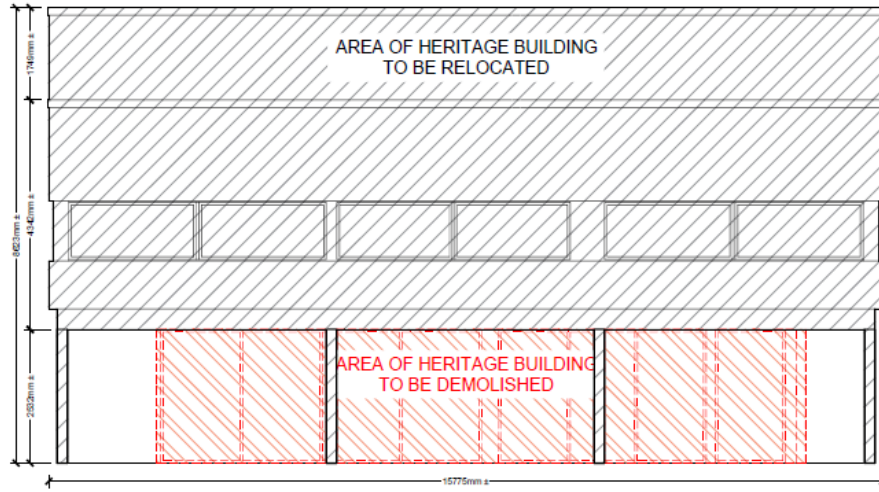 AREA OF HERITAGE BUILDING
TO BE RELOCATED
1749mm ±
4342mm ±
8623mm ±
2532mm ±
AREA OF HERITAGE BUILDING
TO BE DEMOLISHED
15775mm ±